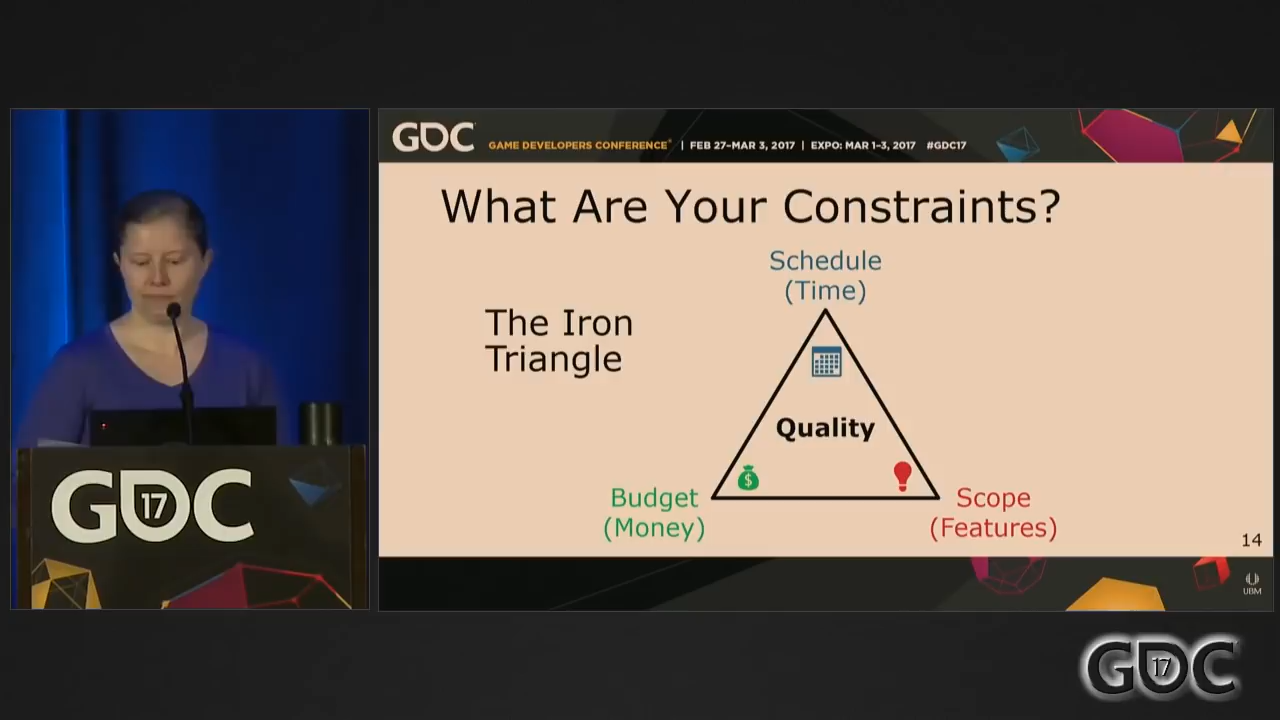 GDC
GAME DEVELOPERS CONFERENCE® | FEB 27–MAR 3, 2017 | EXPO: MAR 1–3, 2017 #GDC17
What Are Your Constraints?
Schedule
(Time)
The Iron
Triangle
Quality
$
Budget
(Money)
Scope
(Features)
14
UBM
GDC
17
GDC
17